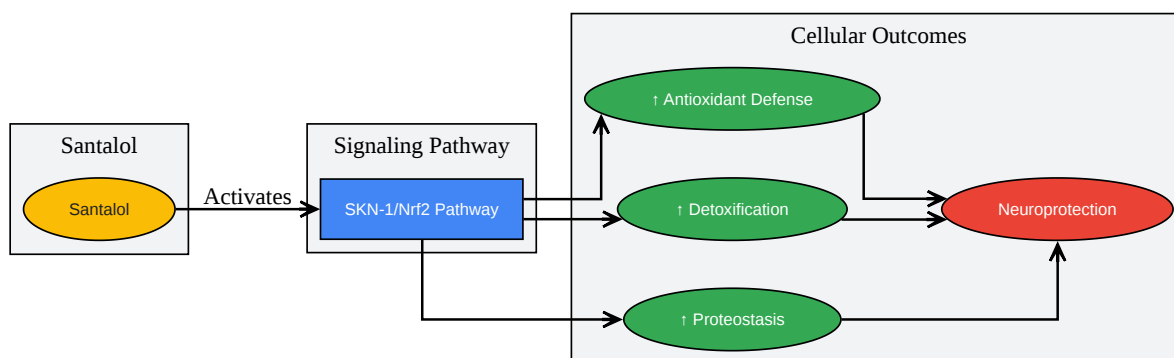 Cellular Outcomes
↑ Antioxidant Defense
Santalol
Signaling Pathway
Santalol
Activates
SKN-1/Nrf2 Pathway
↑ Detoxification
Neuroprotection
↑ Proteostasis